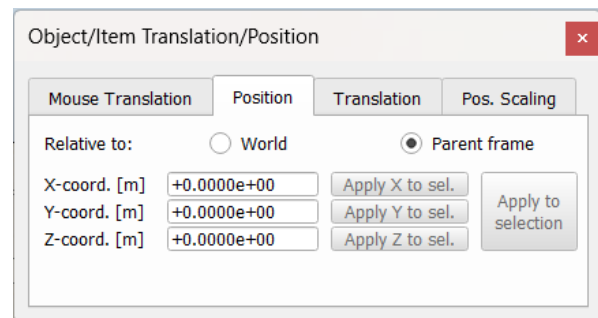 Object/Item Translation/Position
Mouse Translation Position Translation Pos. Scaling
Relative to: World Parent frame
X-coord. [m] +0.0000e+00 Apply X to sel.
Y-coord. [m] +0.0000e+00 Apply Y to sel.
Z-coord. [m] +0.0000e+00 Apply Z to sel.
Apply to
selection